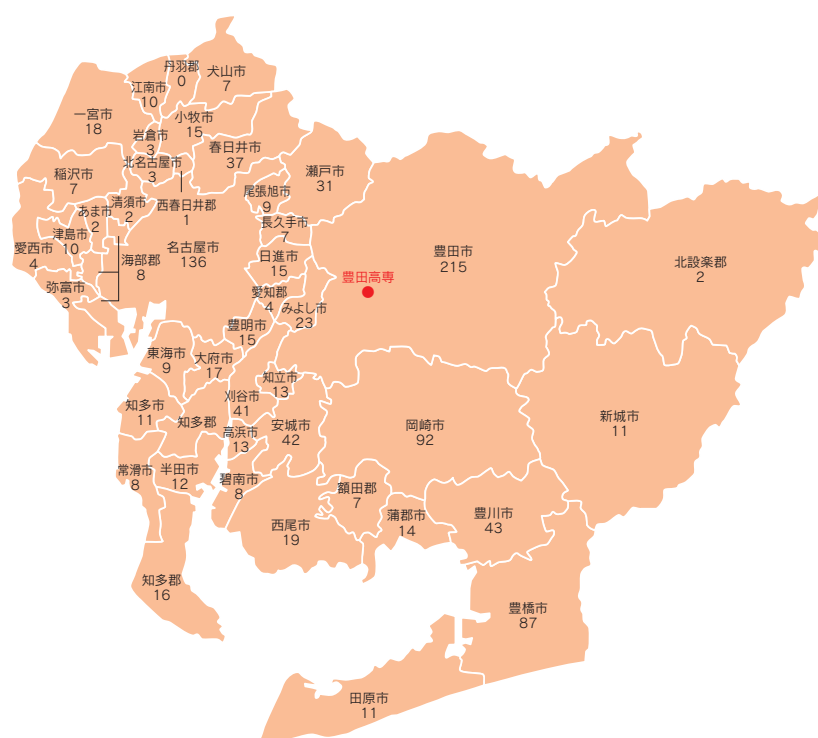 丹羽郡
0
犬山市
7
江南市
10
一宮市
18
小牧市
15
岩倉市
3
春日井市
37
北名古屋市
3
瀬戸市
31
稲沢市
7
尾張旭市
9
清須市
2
あま市
2
西春日井郡
1
長久手市
7
津島市
10
愛西市
4
名古屋市
136
海部郡
8
日進市
15
豊田市
215
北設楽郡
2
豊田高専
弥富市
3
愛知郡
4
みよし市
23
豊明市
15
東海市
9
大府市
17
知立市
13
刈谷市
41
知多市
11
知多郡
高浜市
13
安城市
42
岡崎市
92
新城市
11
常滑市
8
半田市
12
碧南市
8
額田郡
7
蒲郡市
14
豊川市
43
西尾市
19
知多郡
16
豊橋市
87
田原市
11